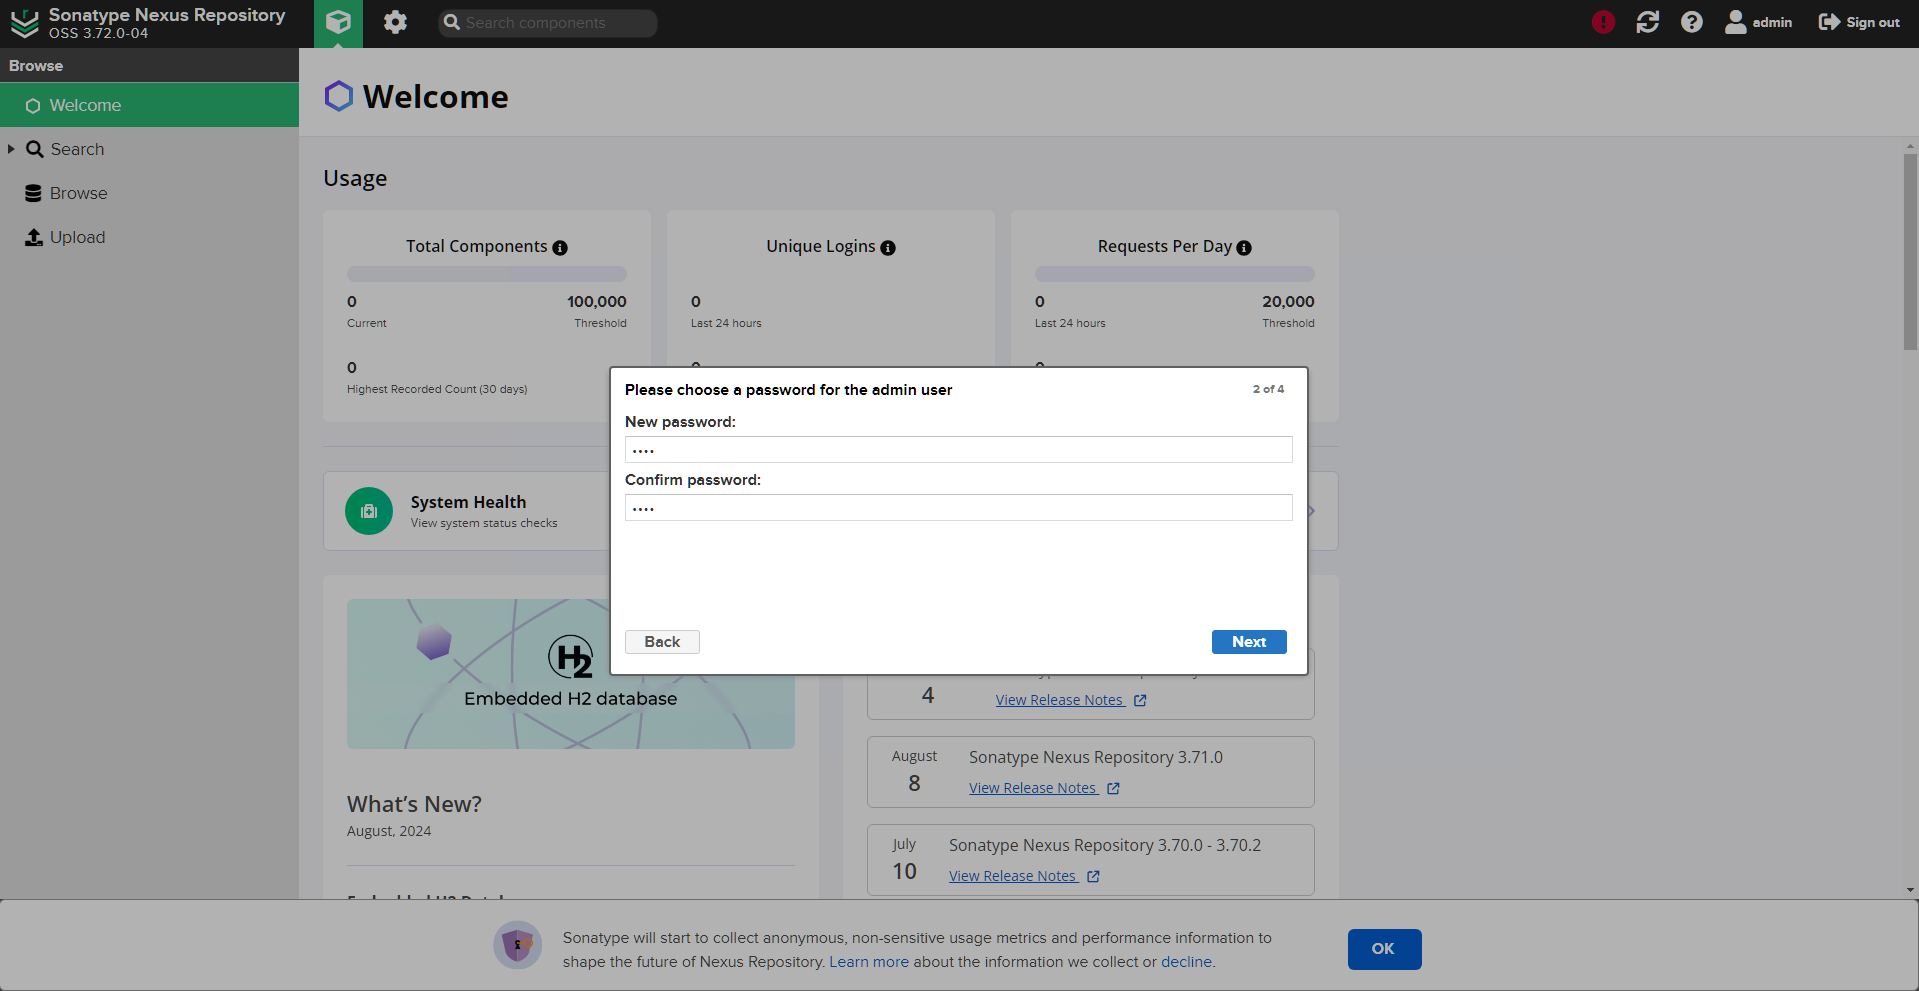 Sonatype Nexus Repository
OSS 3.72.0-04
Search components
admin
Sign out
Browse
Welcome
Search
Browse
Upload
Welcome
Usage
Total Components
0
100,000
Current
Threshold
0
Highest Recorded Count (30 days)
Unique Logins
0
Last 24 hours
Requests Per Day
0
20,000
Last 24 hours
Threshold
Please choose a password for the admin user
2 of 4
New password:
••••
Confirm password:
••••
Back
Next
System Health
View system status checks
H2
Embedded H2 database
What's New?
August, 2024
4
View Release Notes
August
8
Sonatype Nexus Repository 3.71.0
View Release Notes
July
10
Sonatype Nexus Repository 3.70.0 - 3.70.2
View Release Notes
Sonatype will start to collect anonymous, non-sensitive usage metrics and performance information to
shape the future of Nexus Repository. Learn more about the information we collect or decline.
OK